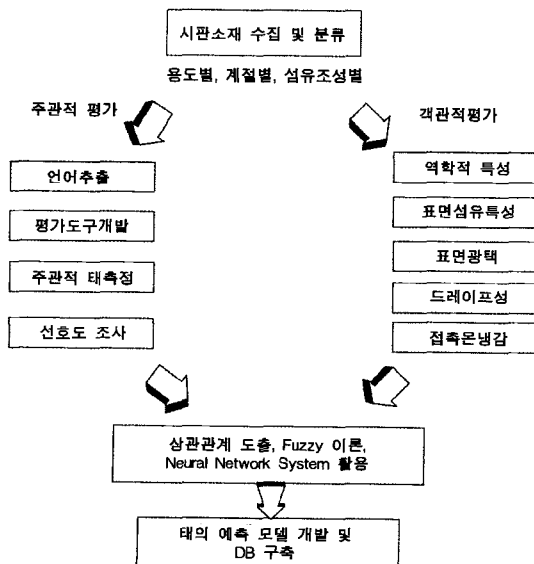 시판소재 수집 및 분류
용도별, 계절별, 섬유조성별
주관적 평가
언어추출
평가도구개발
주관적 태측정
선호도 조사
객관적평가
역학적 특성
표면섬유특성
표면광택
드레이프성
접촉온냉감
상관관계 도출, Fuzzy 이론,
Neural Network System 활용
태의 예측 모델 개발 및
DB 구축